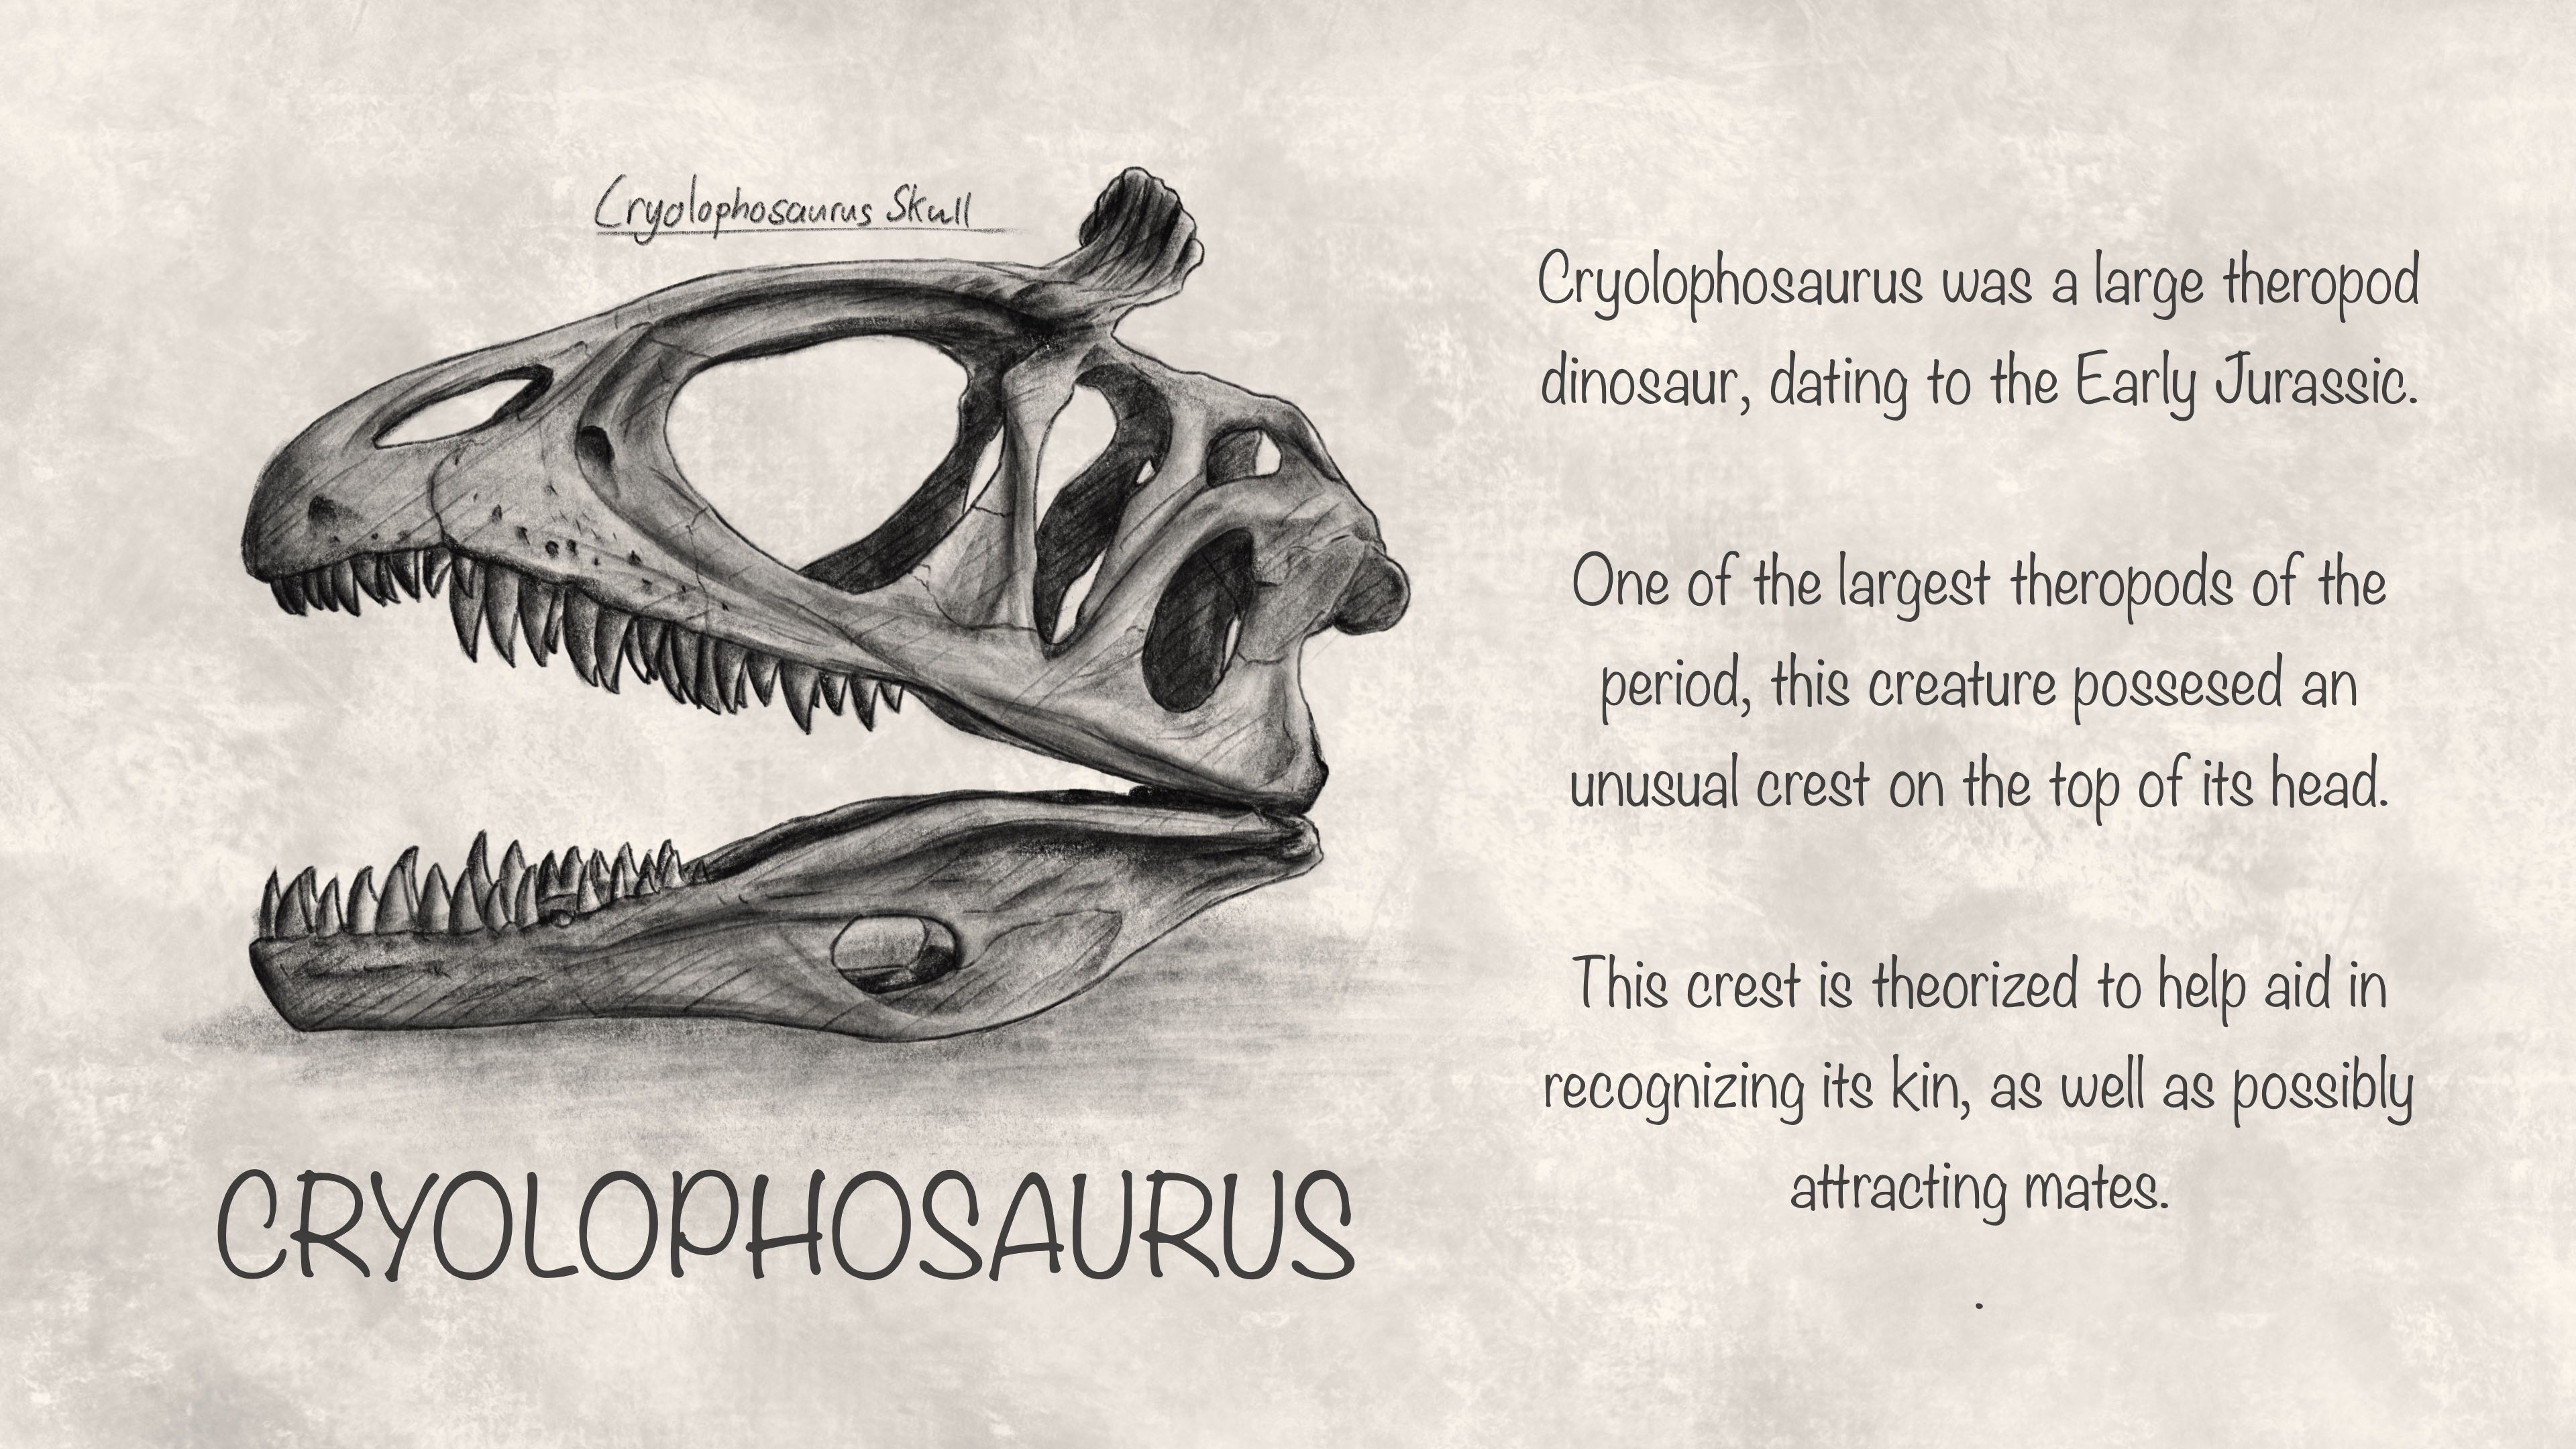 Cryolophosaurus Skull
CRYOLOPHOSAURUS
Cryolophosaurus was a large theropod
dinosaur, dating to the Early Jurassic.
One of the largest theropods of the
period, this creature possesed an
unusual crest on the top of its head.
This crest is theorized to help aid in
recognizing its kin, as well as possibly
attracting mates.
.